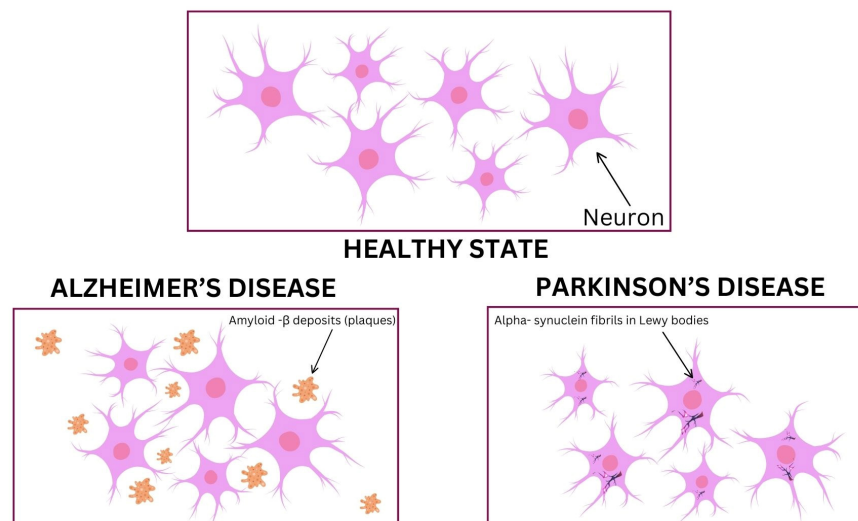 Neuron
HEALTHY STATE
ALZHEIMER'S DISEASE
PARKINSON'S DISEASE
Amyloid -β deposits (plaques)
Alpha- synuclein fibrils in Lewy bodies